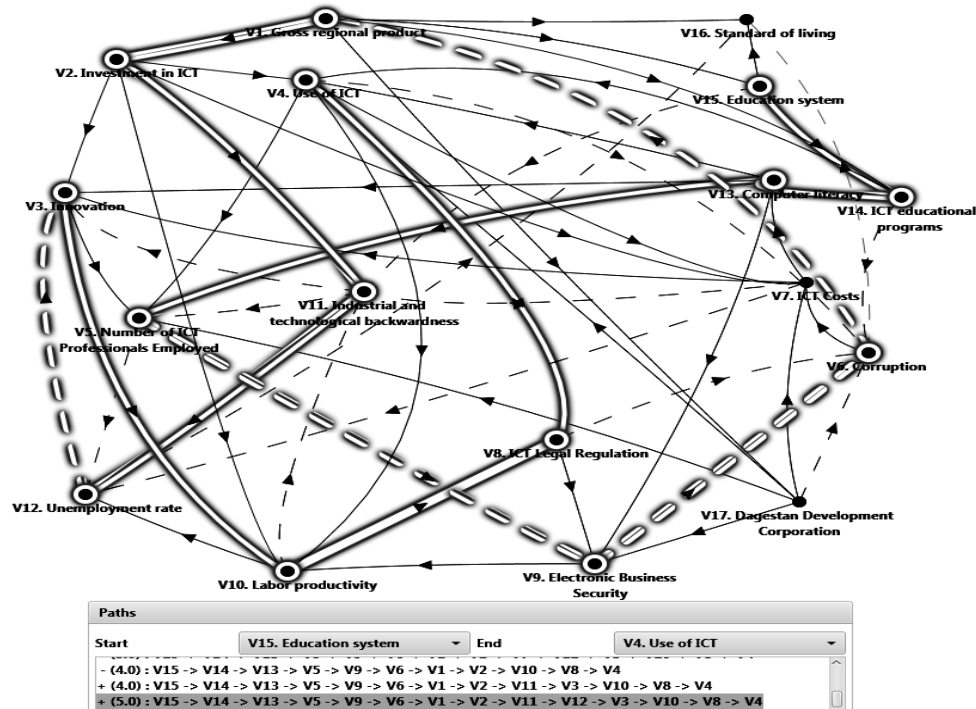 V1. Gross regional product
V16. Standard of living
V2. Investment in ICT
V4. Use of ICT
V15. Education system
V3. Innovation
V13. Computer literacy
V14. ICT educational
programs
V11. Industrial and
technological backwardness
V7. ICT Costs
V5. Number of ICT
Professionals Employed
V6. Corruption
V8. ICT Legal Regulation
V12. Unemployment rate
V17. Dagestan Development
Corporation
V10. Labor productivity
V9. Electronic Business
Security
Paths
Start V15. Education system End V4. Use of ICT
- (4.0) : V15 -> V14 -> V13 -> V5 -> V9 -> V6 -> V1 -> V2 -> V10 -> V8 -> V4
+ (4.0) : V15 -> V14 -> V13 -> V5 -> V9 -> V6 -> V1 -> V2 -> V11 -> V3 -> V10 -> V8 -> V4
+ (5.0) : V15 -> V14 -> V13 -> V5 -> V9 -> V6 -> V1 -> V2 -> V11 -> V12 -> V3 -> V10 -> V8 -> V4